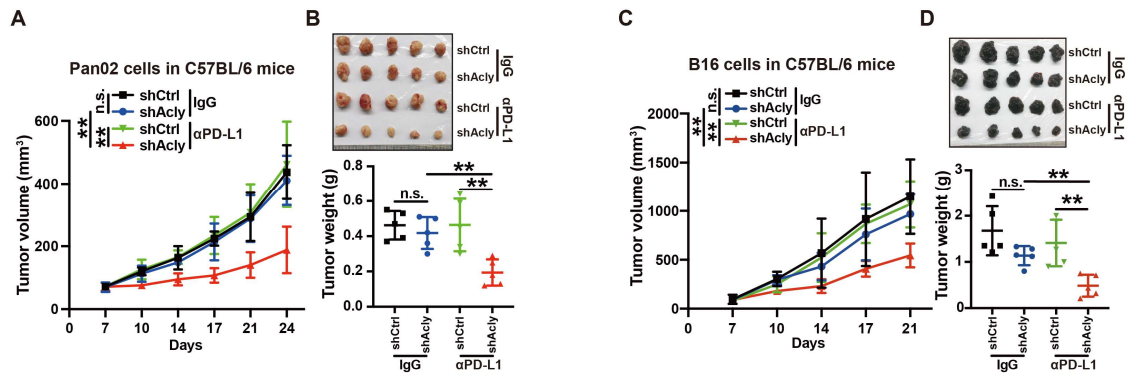 A
Pan02 cells in C57BL/6 mice
shCtrl
shAcly
IgG
shCtrl
shAcly
αPD-L1
n.s.
**
**
Tumor volume (mm³)
600
400
200
0
0 7 10 14 17 21 24
Days
B
shCtrl
shAcly
IgG
shCtrl
shAcly
αPD-L1
Tumor weight (g)
0.8
0.6
0.4
0.2
0.0
n.s.
**
**
shCtrl
shAcly
shCtrl
shAcly
IgG
αPD-L1
C
B16 cells in C57BL/6 mice
shCtrl
shAcly
IgG
shCtrl
shAcly
αPD-L1
n.s.
**
**
Tumor volume (mm³)
2000
1500
1000
500
0
0 7 10 14 17 21
Days
D
shCtrl
shAcly
IgG
shCtrl
shAcly
αPD-L1
Tumor weight (g)
3
2
1
0
n.s.
**
**
shCtrl
shAcly
shCtrl
shAcly
IgG
αPD-L1